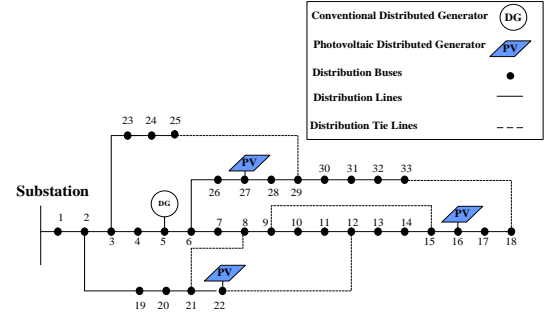 Conventional Distributed Generator DG
Photovoltaic Distributed Generator PV
Distribution Buses
Distribution Lines
Distribution Tie Lines
23 24 25
PV
26 27 28 29 30 31 32 33
Substation
DG
PV
1 2 3 4 5 6 7 8 9 10 11 12 13 14 15 16 17 18
PV
19 20 21 22